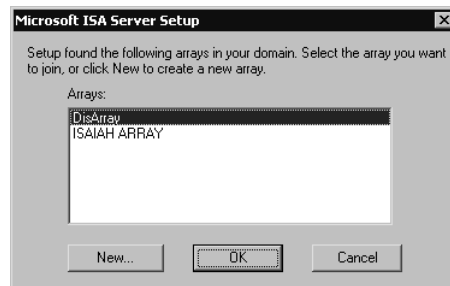 Microsoft ISA Server Setup
Setup found the following arrays in your domain. Select the array you want
to join, or click New to create a new array.
Arrays:
DisArray
ISAIAH ARRAY
New... OK Cancel